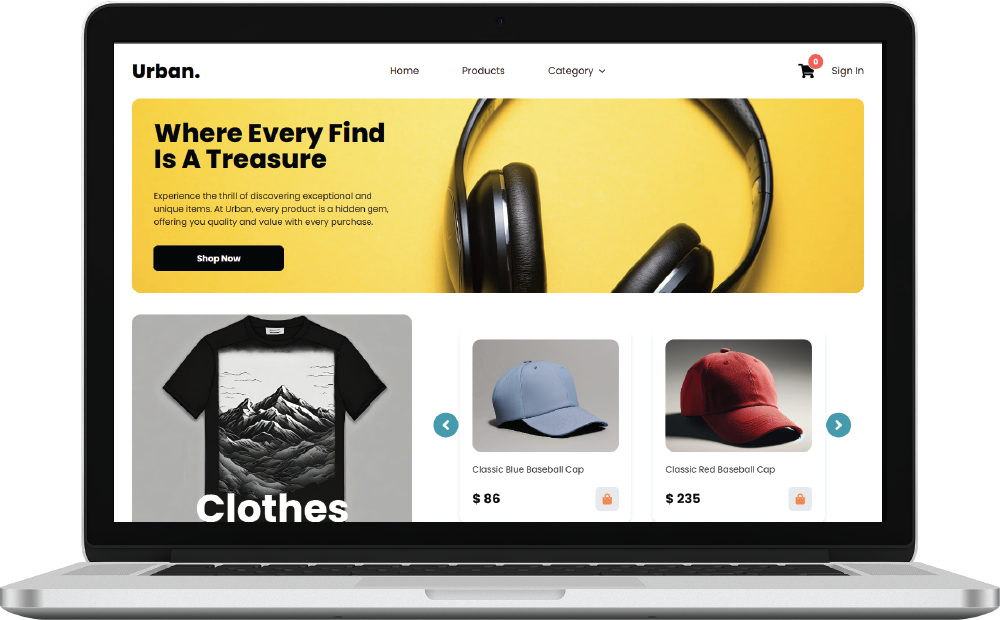 Urban.
Home
Products
Category
0
Sign In
Where Every Find
Is A Treasure
Experience the thrill of discovering exceptional and
unique items. At Urban, every product is a hidden gem,
offering you quality and value with every purchase.
Shop Now
Clothes
Classic Blue Baseball Cap
$ 86
Classic Red Baseball Cap
$ 235